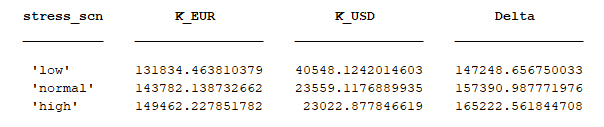 stress_scn K_EUR K_USD Delta
'low' 131834.463810379 40548.1242014603 147248.656750033
'normal' 143782.138732662 23559.1176889935 157390.987771976
'high' 149462.227851782 23022.877846619 165222.561844708